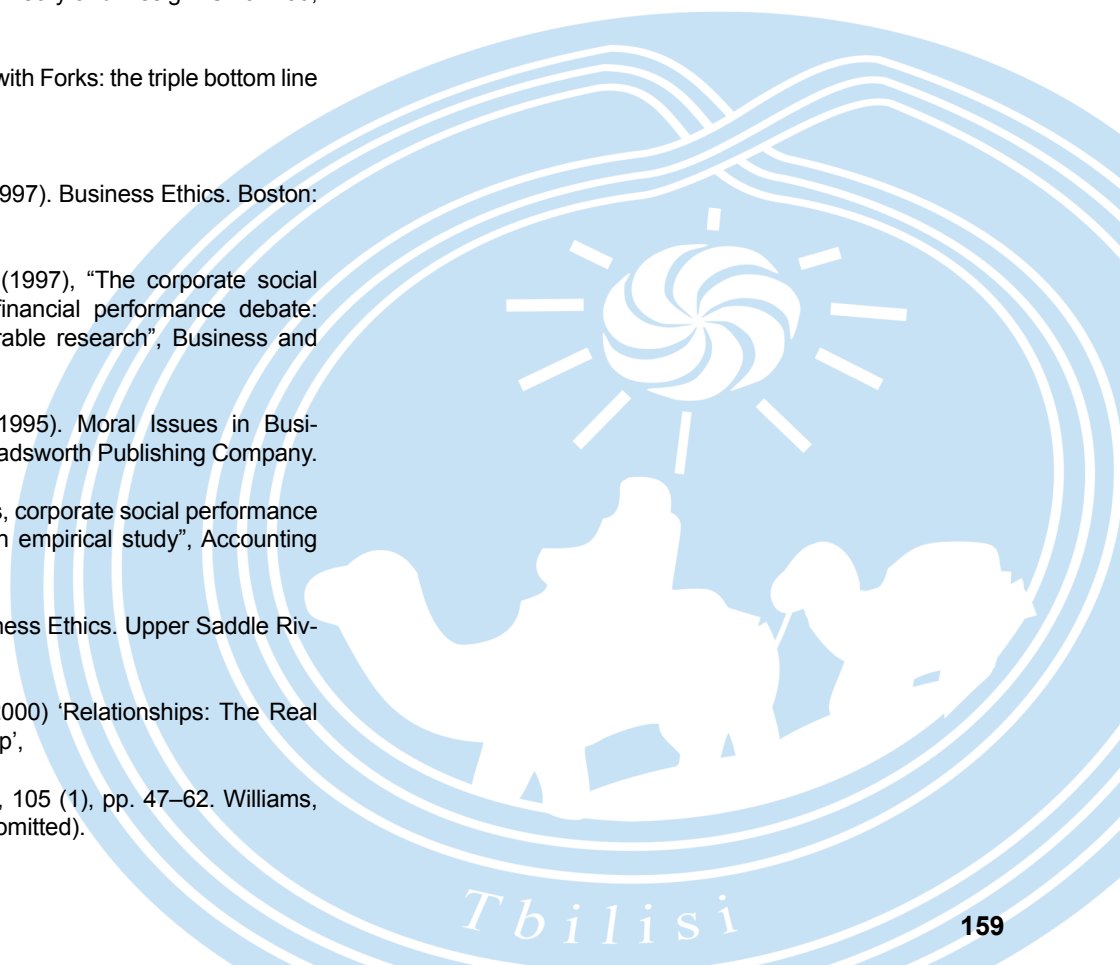 with Forks: the triple bottom line
997). Business Ethics. Boston:
(1997), “The corporate social
financial performance debate:
rable research”, Business and
1995). Moral Issues in Busi-
adsworth Publishing Company.
s, corporate social performance
n empirical study”, Accounting
ness Ethics. Upper Saddle Riv-
2000) ‘Relationships: The Real
p’,
, 105 (1), pp. 47–62. Williams,
omitted).
Tbilisi
159